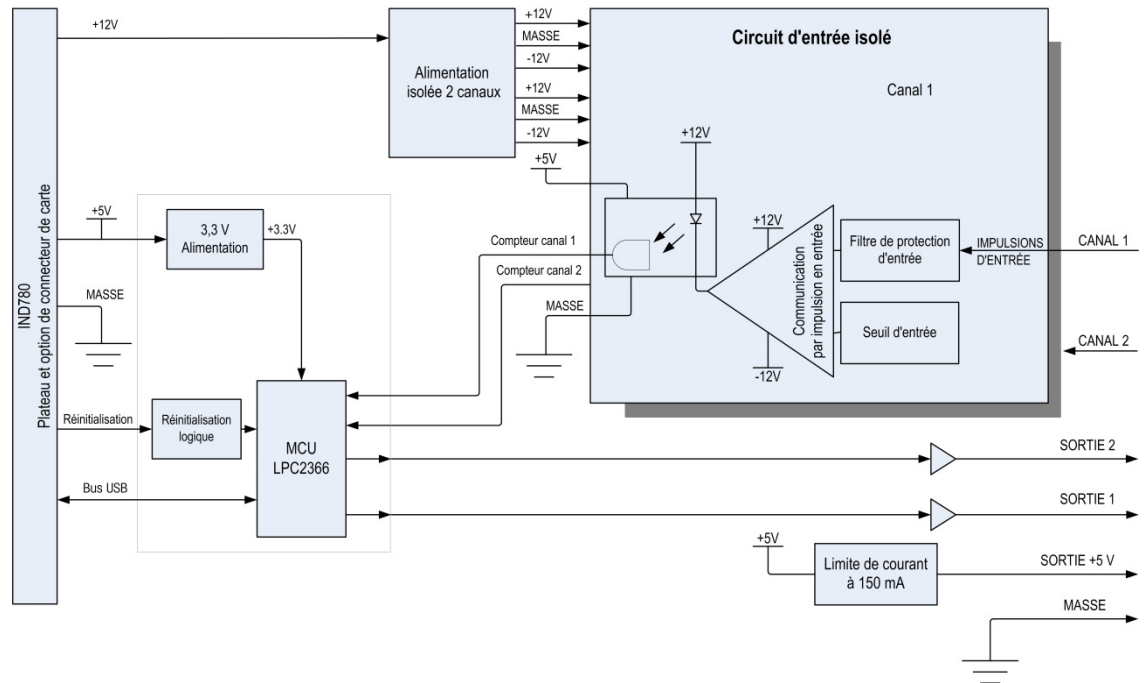 +12V
Alimentation
isolée 2 canaux
+12V
MASSE
-12V
+12V
MASSE
-12V
Circuit d'entrée isolé
Canal 1
+12V
+5V
+12V
Communication
par impulsion en entrée
-12V
Filtre de protection
d'entrée
IMPULSIONS
D'ENTRÉE
CANAL 1
Seuil d'entrée
CANAL 2
IND780
Plateau et option de connecteur de carte
+5V
3,3 V
Alimentation
+3.3V
Compteur canal 1
Compteur canal 2
MASSE
MASSE
Réinitialisation
Réinitialisation
logique
MCU
LPC2366
Bus USB
SORTIE 2
SORTIE 1
+5V
Limite de courant
à 150 mA
SORTIE +5 V
MASSE